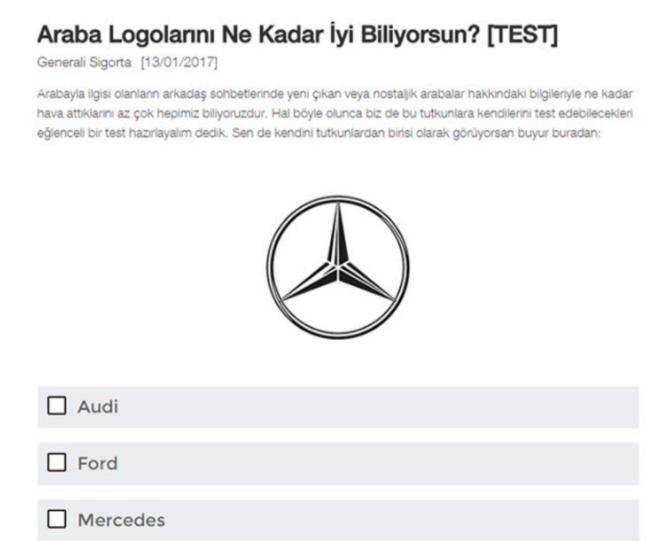 Araba Logolarını Ne Kadar İyi Biliyorsun? [TEST]
Generali Sigorta [13/01/2017]
Arabayla ilgisi olanların arkadaş sohbetlerinde yeni çıkan veya nostaljik arabalar hakkındaki bilgileriyle ne kadar
hava attıklarını az çok hepimiz biliyoruzdur. Hal böyle olunca biz de bu tutkunlara kendilerini test edebilecekleri
eğlenceli bir test hazırlayalım dedik. Sen de kendini tutkunlardan birisi olarak görüyorsan buyur buradan:
Audi
Ford
Mercedes